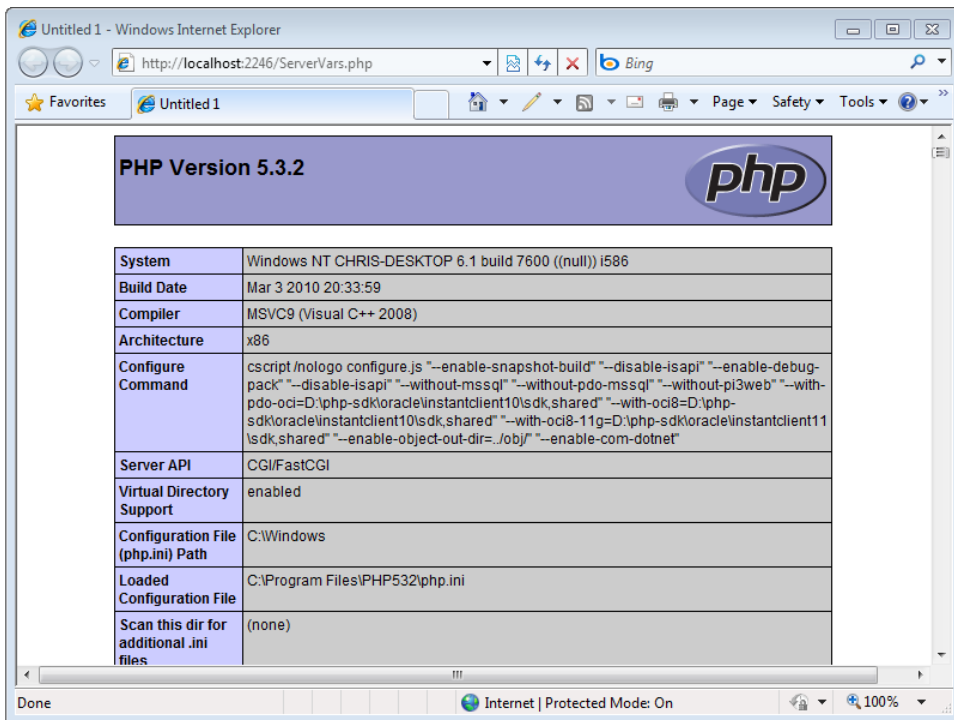 Untitled 1 - Windows Internet Explorer
http://localhost:2246/ServerVars.php
Bing
Favorites
Untitled 1
Page
Safety
Tools
PHP Version 5.3.2
php
System
Windows NT CHRIS-DESKTOP 6.1 build 7600 ((null)) i586
Build Date
Mar 3 2010 20:33:59
Compiler
MSVC9 (Visual C++ 2008)
Architecture
x86
Configure
Command
cscript /nologo configure.js "--enable-snapshot-build" "--disable-isapi" "--enable-debug-
pack" "--disable-isapi" "--without-mssql" "--without-pdo-mssql" "--without-pi3web" "--with-
pdo-oci=D:\php-sdk\oracle\instantclient10\sdk,shared" "--with-oci8=D:\php-
sdk\oracle\instantclient10\sdk,shared" "--with-oci8-11g=D:\php-sdk\oracle\instantclient11
\sdk,shared" "--enable-object-out-dir=../obj/" "--enable-com-dotnet"
Server API
CGI/FastCGI
Virtual Directory
Support
enabled
Configuration File
(php.ini) Path
C:\Windows
Loaded
Configuration File
C:\Program Files\PHP532\php.ini
Scan this dir for
additional .ini
files
(none)
Done
Internet | Protected Mode: On
100%